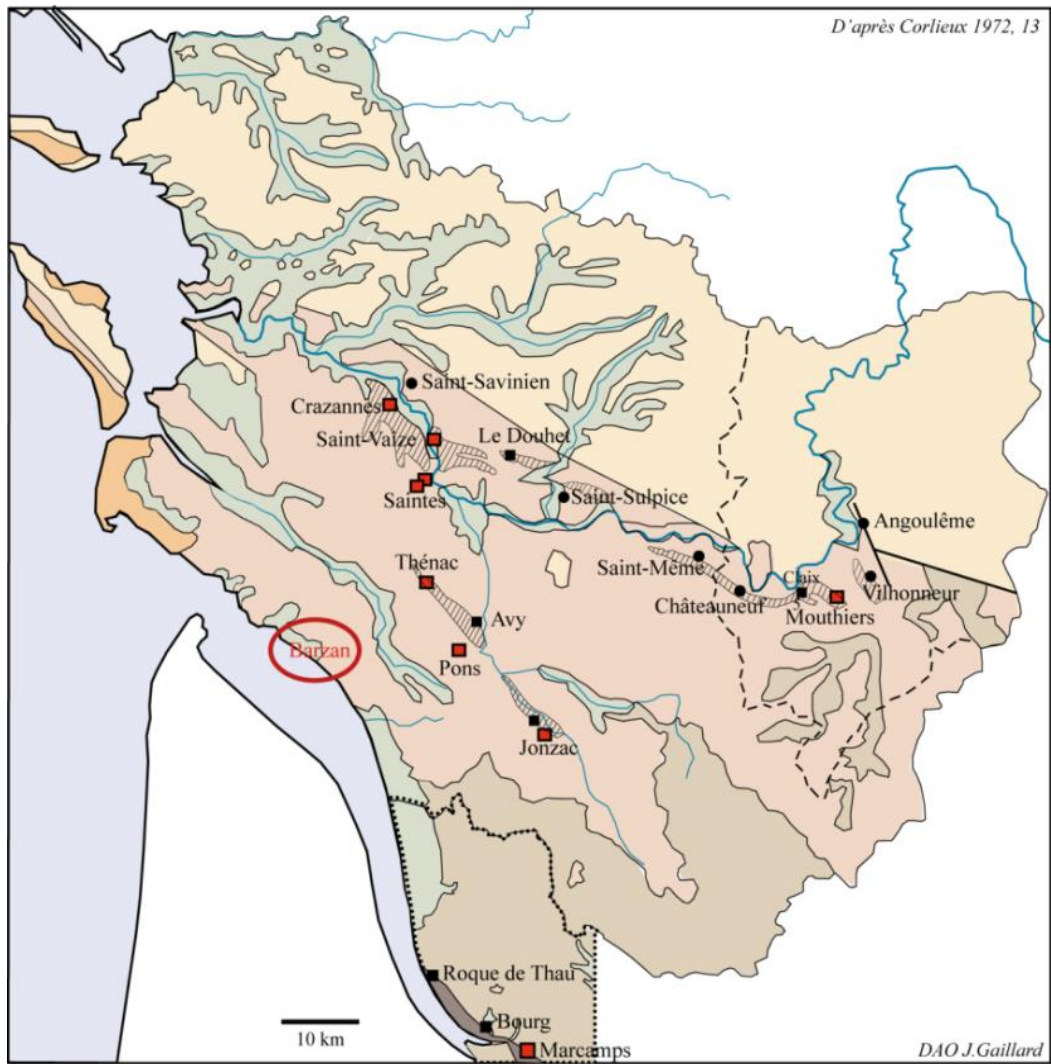 D'après Corlieux 1972, 13
Saint-Savinien
Crazannes
Saint-Vaize
Le Douhet
Saintes
Saint-Sulpice
Angoulême
Thénac
Saint-Même
Claix
Vilhonneur
Châteauneuf
Mouthiers
Avy
Barzan
Pons
Jonzac
Roque de Thau
Bourg
10 km
Marcamps
DAO J.Gaillard